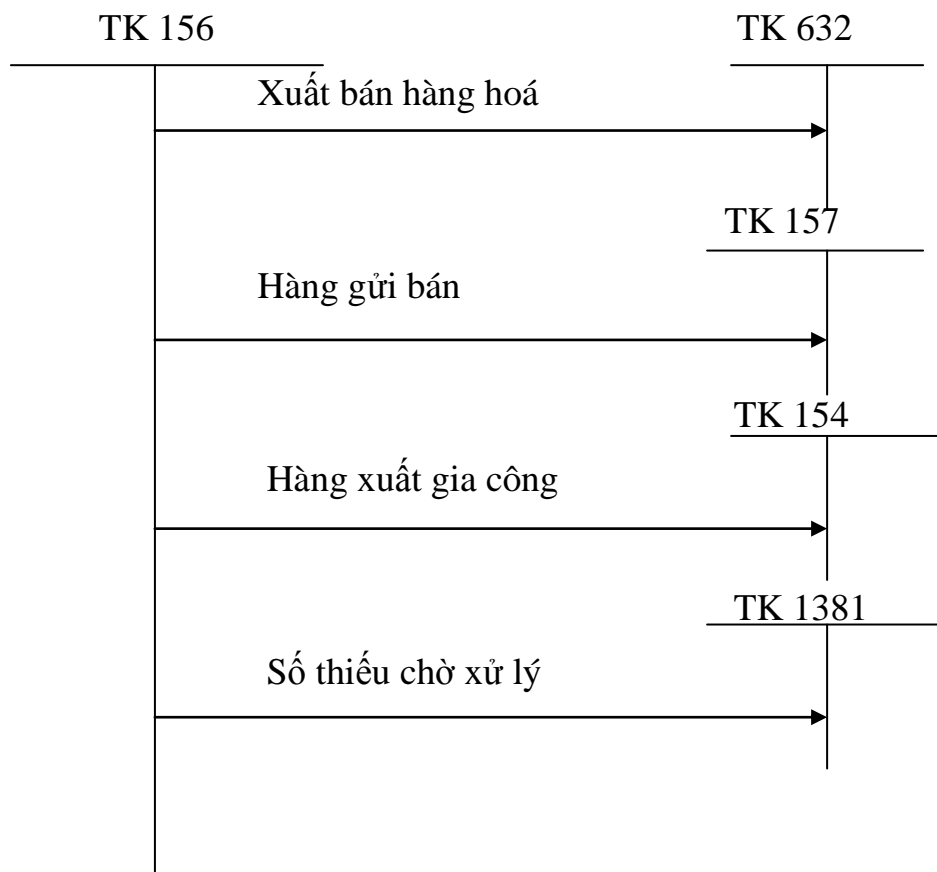 TK 156
TK 632
Xuất bán hàng hoá
TK 157
Hàng gửi bán
TK 154
Hàng xuất gia công
TK 1381
Số thiếu chờ xử lý